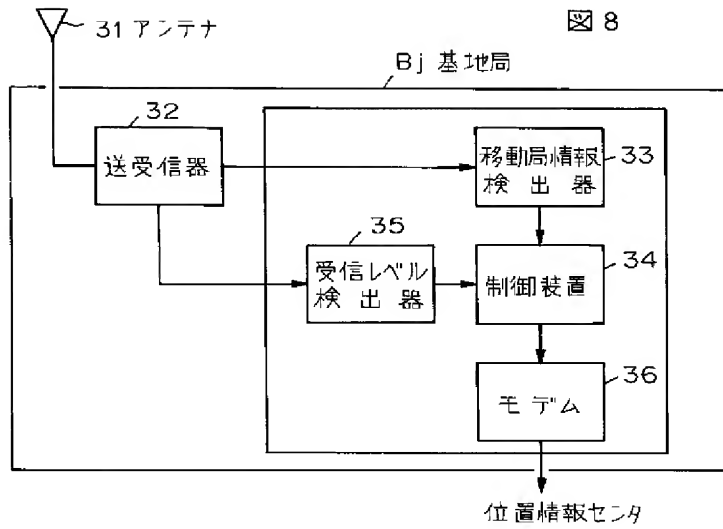 図8
31 アンテナ
Bj 基地局
32
送受信器
移動局情報
検出器
33
35
受信レベル
検出器
制御装置
34
モデム
36
位置情報センタ